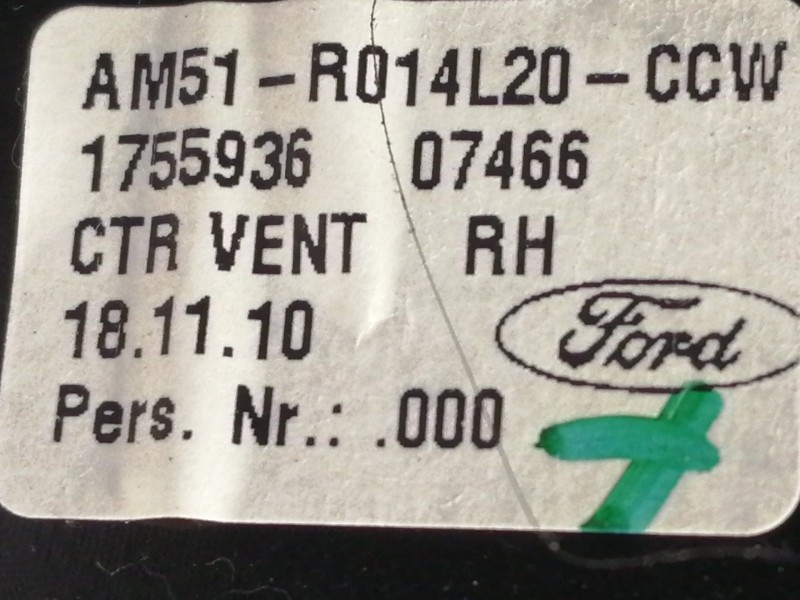 AM51-R014L20-CCW
1755936 07466
CTR VENT RH
18.11.10
Ford
Pers. Nr.: .000